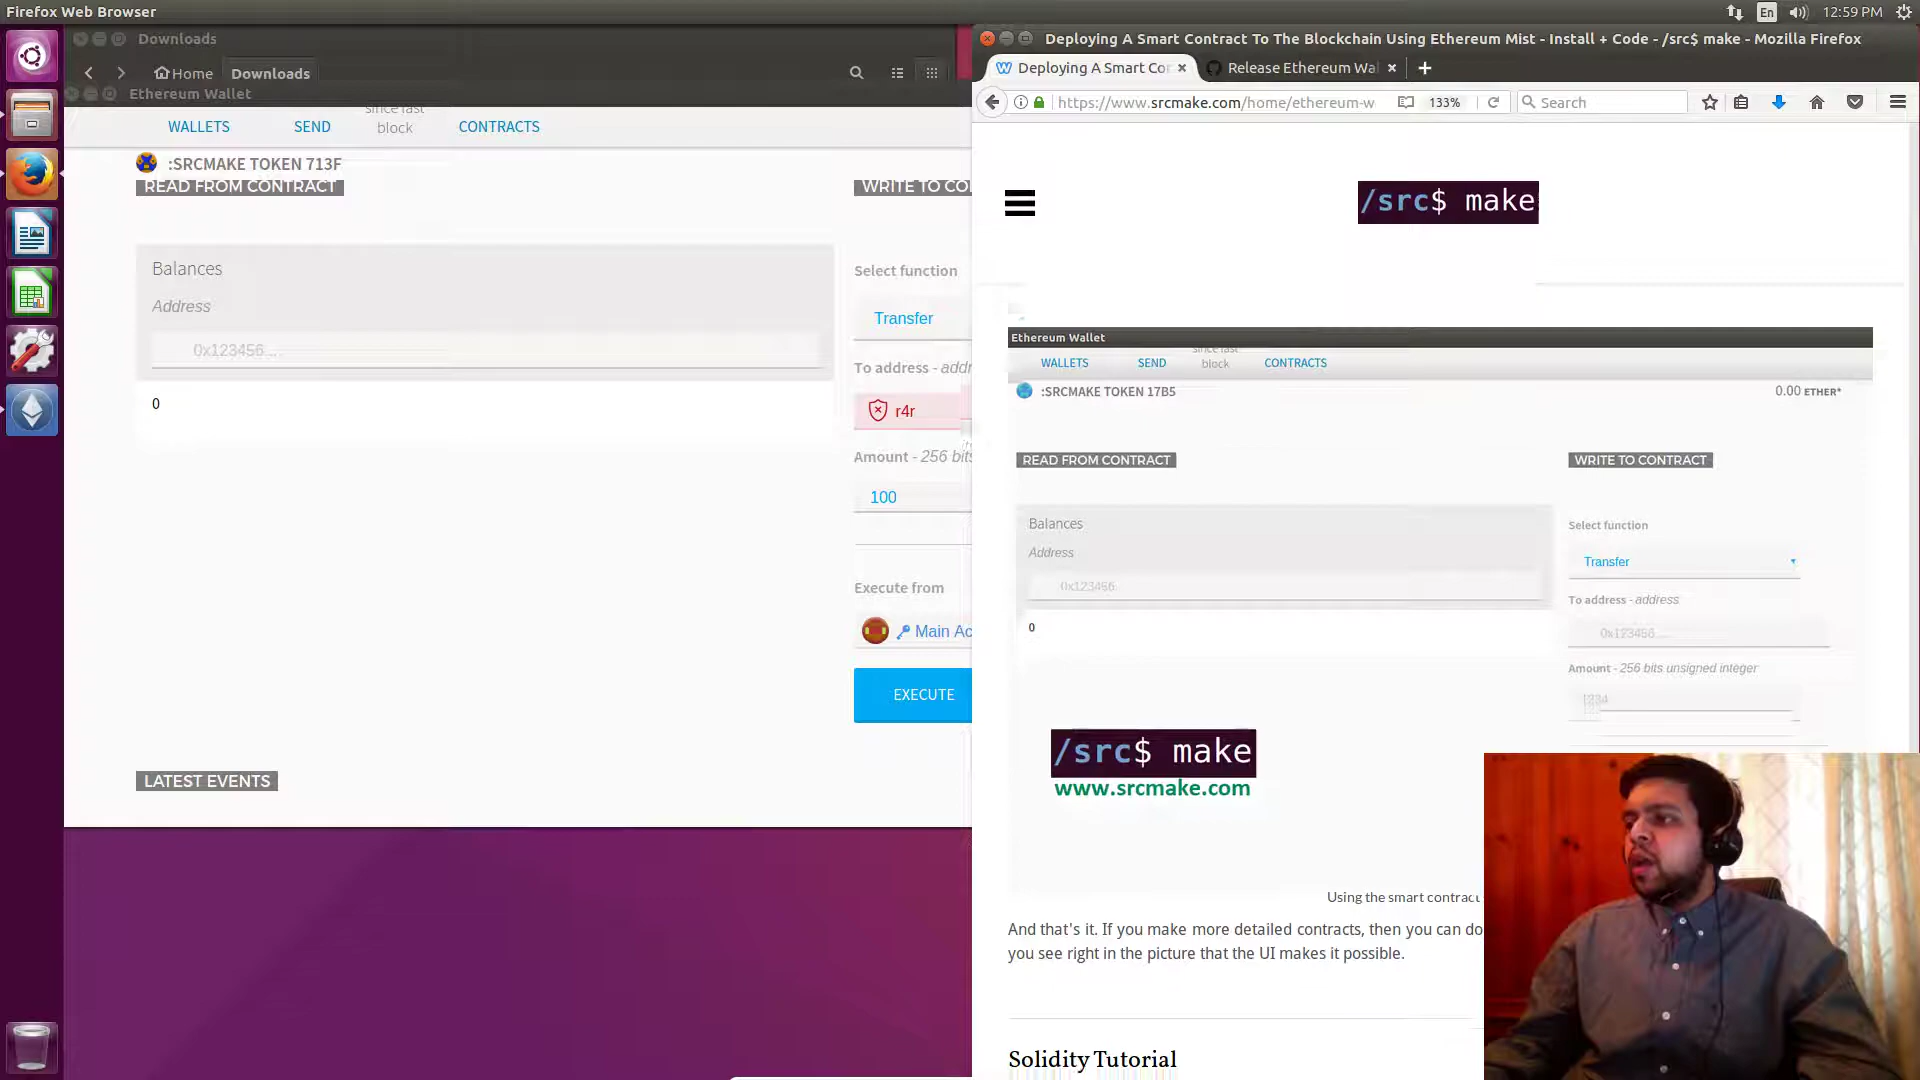 Firefox Web Browser
En
12:59 PM
Downloads
Home
Downloads
Ethereum Wallet
WALLETS
SEND
since last
block
CONTRACTS
:SRCMAKE TOKEN 713F
READ FROM CONTRACT
WRITE TO CO
Balances
Address
0x123456...
0
Select function
Transfer
To address - addr
r4r
Amount - 256 bits
100
Execute from
Main Ac
EXECUTE
LATEST EVENTS
Deploying A Smart Contract To The Blockchain Using Ethereum Mist - Install + Code - /src$ make - Mozilla Firefox
Deploying A Smart Cor
Release Ethereum Wal
https://www.srcmake.com/home/ethereum-w
133%
Search
/src$ make
Ethereum Wallet
WALLETS
SEND
since last
block
CONTRACTS
:SRCMAKE TOKEN 17B5
0.00 ETHER*
READ FROM CONTRACT
WRITE TO CONTRACT
Balances
Address
0x123456
0
Select function
Transfer
To address - address
0x123456...
Amount - 256 bits unsigned integer
/src$ make
www.srcmake.com
Using the smart contract
And that's it. If you make more detailed contracts, then you can do
you see right in the picture that the UI makes it possible.
Solidity Tutorial